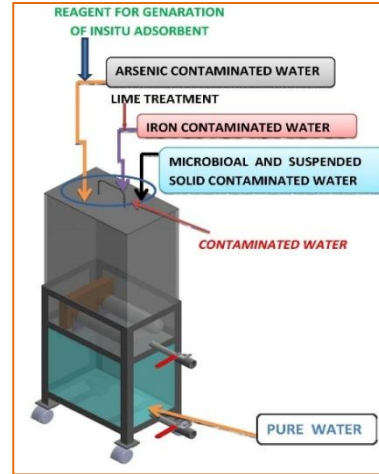 REAGENT FOR GENARATION
OF INSITU ADSORBENT
ARSENIC CONTAMINATED WATER
LIME TREATMENT
IRON CONTAMINATED WATER
MICROBIOAL AND SUSPENDED
SOLID CONTAMINATED WATER
CONTAMINATED WATER
PURE WATER